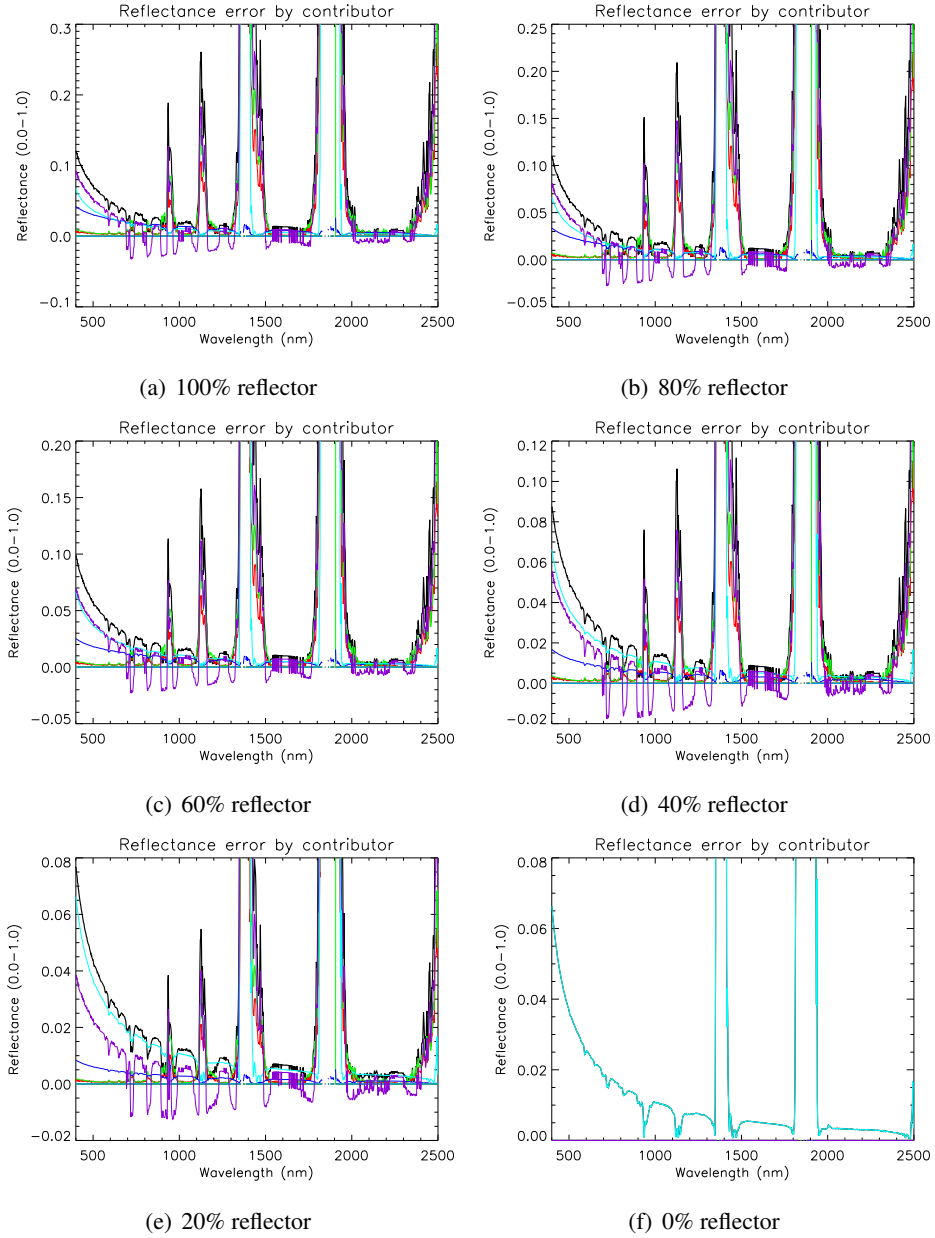 Reflectance error by contributor
Reflectance (0.0−1.0)
0.3
0.2
0.1
0.0
−0.1
500 1000 1500 2000 2500
Wavelength (nm)
(a) 100% reflector
Reflectance error by contributor
Reflectance (0.0−1.0)
0.25
0.20
0.15
0.10
0.05
0.00
−0.05
500 1000 1500 2000 2500
Wavelength (nm)
(b) 80% reflector
Reflectance error by contributor
Reflectance (0.0−1.0)
0.20
0.15
0.10
0.05
0.00
−0.05
500 1000 1500 2000 2500
Wavelength (nm)
(c) 60% reflector
Reflectance error by contributor
Reflectance (0.0−1.0)
0.12
0.10
0.08
0.06
0.04
0.02
0.00
−0.02
500 1000 1500 2000 2500
Wavelength (nm)
(d) 40% reflector
Reflectance error by contributor
Reflectance (0.0−1.0)
0.08
0.06
0.04
0.02
0.00
−0.02
500 1000 1500 2000 2500
Wavelength (nm)
(e) 20% reflector
Reflectance error by contributor
Reflectance (0.0−1.0)
0.08
0.06
0.04
0.02
0.00
500 1000 1500 2000 2500
Wavelength (nm)
(f) 0% reflector